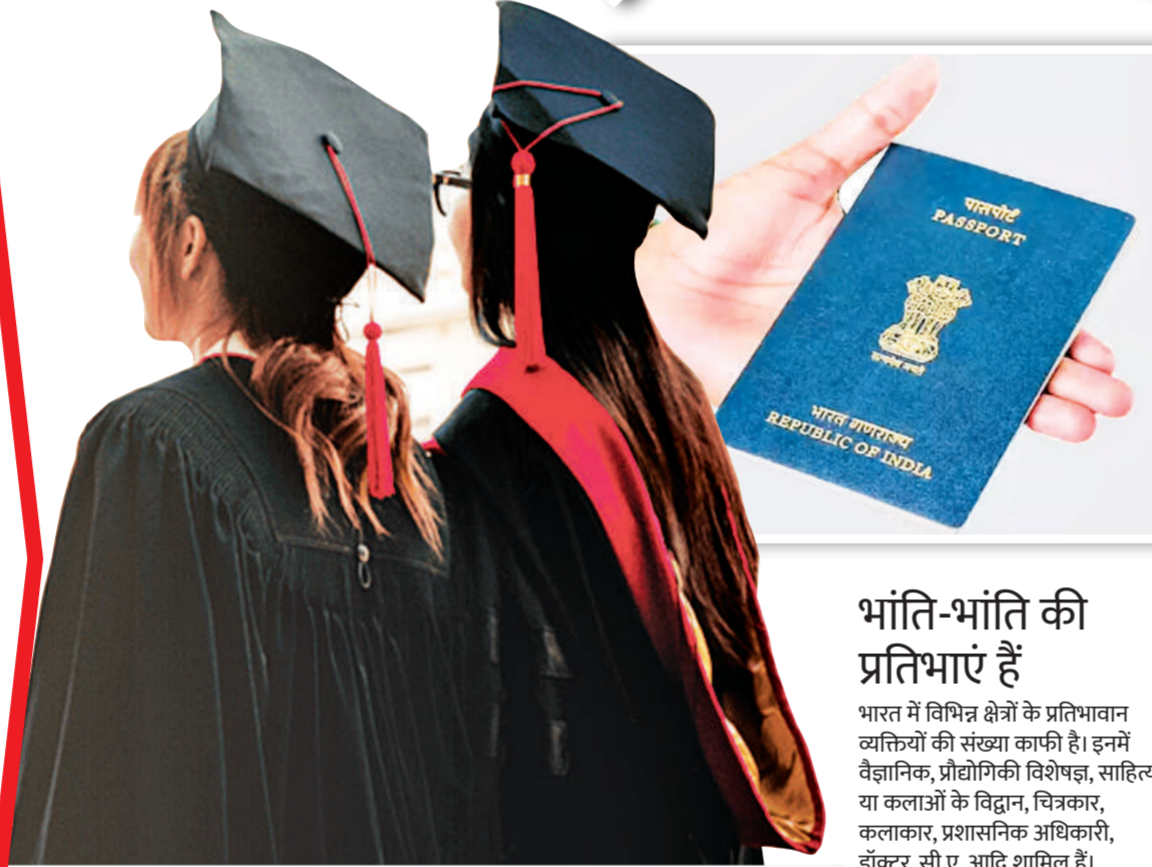 पासपोर्ट
PASSPORT
सत्यमेव जयते
भारत गणराज्य
REPUBLIC OF INDIA
भांति-भांति की
प्रतिभाएं हैं
भारत में विभिन्न क्षेत्रों के प्रतिभावान
व्यक्तियों की संख्या काफी है। इनमें
वैज्ञानिक, प्रौद्योगिकी विशेषज्ञ, साहित्य
या कलाओं के विद्वान, चित्रकार,
कलाकार, प्रशासनिक अधिकारी,
डॉक्टर, सी.ए. आदि शामिल हैं।